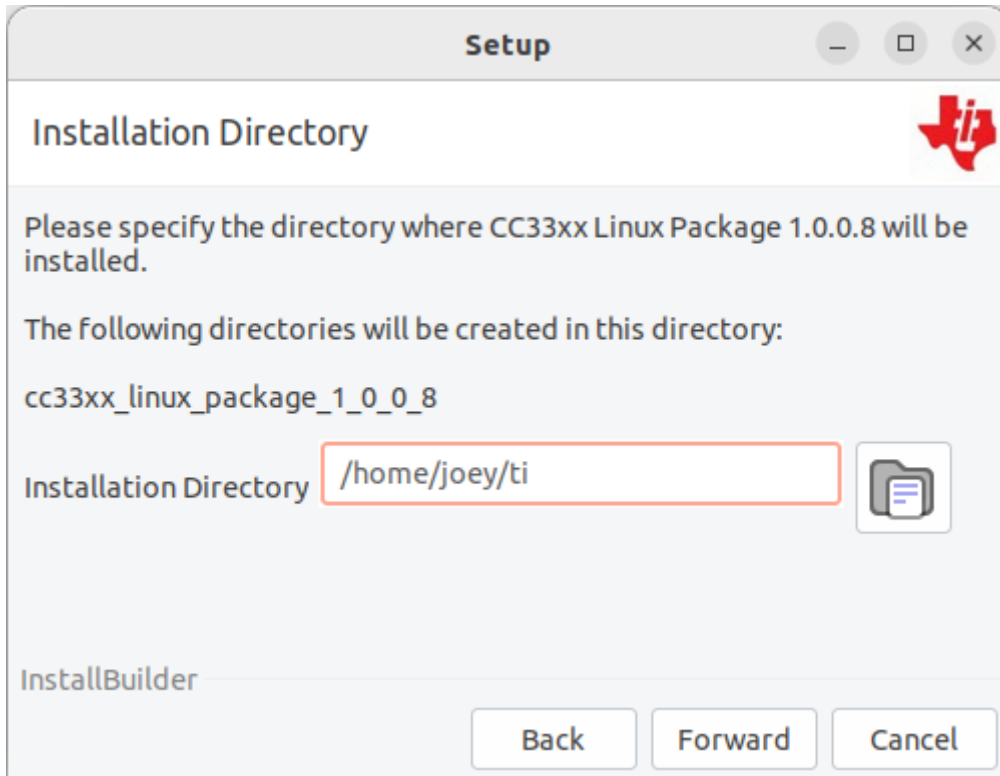 Setup
Installation Directory
Please specify the directory where CC33xx Linux Package 1.0.0.8 will be
installed.
The following directories will be created in this directory:
cc33xx_linux_package_1_0_0_8
Installation Directory /home/joey/ti
InstallBuilder
Back Forward Cancel